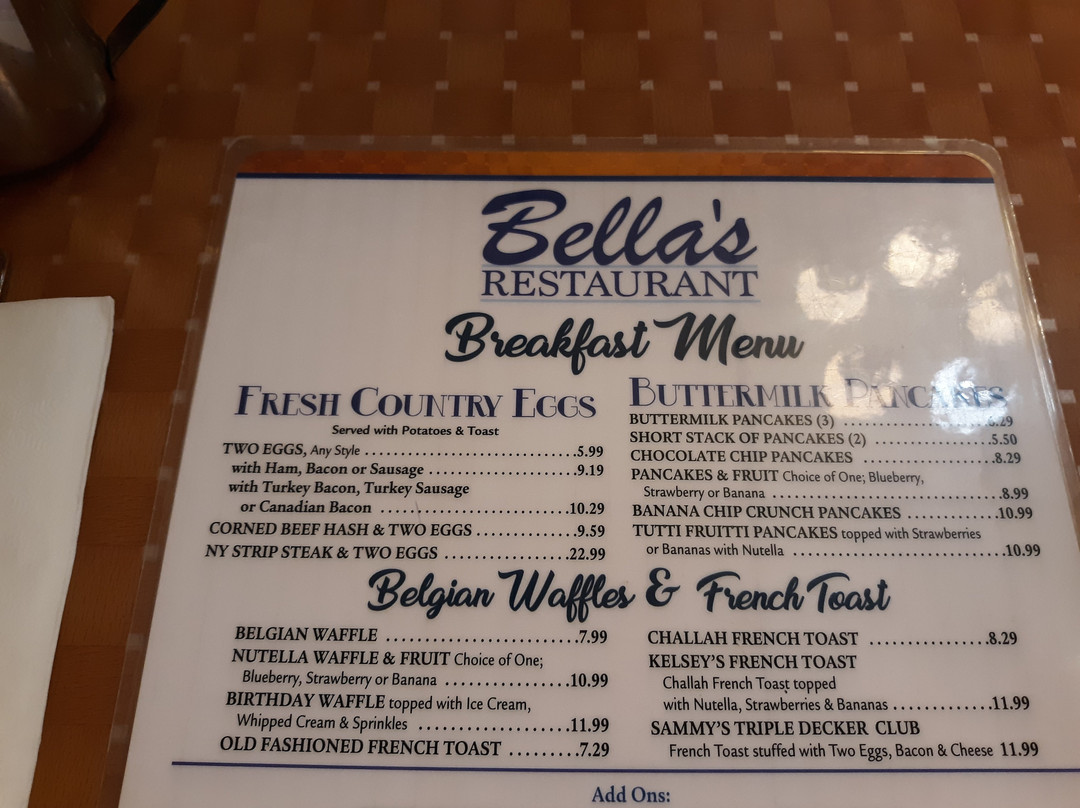 Bella's
RESTAURANT
Breakfast Menu
FRESH COUNTRY EGGS
Served with Potatoes & Toast
TWO EGGS, Any Style ..........................................5.99
with Ham, Bacon or Sausage ............................9.19
with Turkey Bacon, Turkey Sausage
or Canadian Bacon ....................................10.29
CORNED BEEF HASH & TWO EGGS ...................9.59
NY STRIP STEAK & TWO EGGS ........................22.99
BUTTERMILK PANCAKES
BUTTERMILK PANCAKES (3)
SHORT STACK OF PANCAKES (2) .....................5.50
CHOCOLATE CHIP PANCAKES ........................8.29
PANCAKES & FRUIT Choice of One; Blueberry,
Strawberry or Banana ...................................8.99
BANANA CHIP CRUNCH PANCAKES ..................10.99
TUTTI FRUITTI PANCAKES topped with Strawberries
or Bananas with Nutella ................................10.99
Belgian Waffles & French Toast
BELGIAN WAFFLE ....................................7.99
NUTELLA WAFFLE & FRUIT Choice of One;
Blueberry, Strawberry or Banana .......................10.99
BIRTHDAY WAFFLE topped with Ice Cream,
Whipped Cream & Sprinkles ............................11.99
OLD FASHIONED FRENCH TOAST .............7.29
CHALLAH FRENCH TOAST ......................8.29
KELSEY'S FRENCH TOAST
Challah French Toast topped
with Nutella, Strawberries & Bananas ...................11.99
SAMMY'S TRIPLE DECKER CLUB
French Toast stuffed with Two Eggs, Bacon & Cheese 11.99
Add Ons: